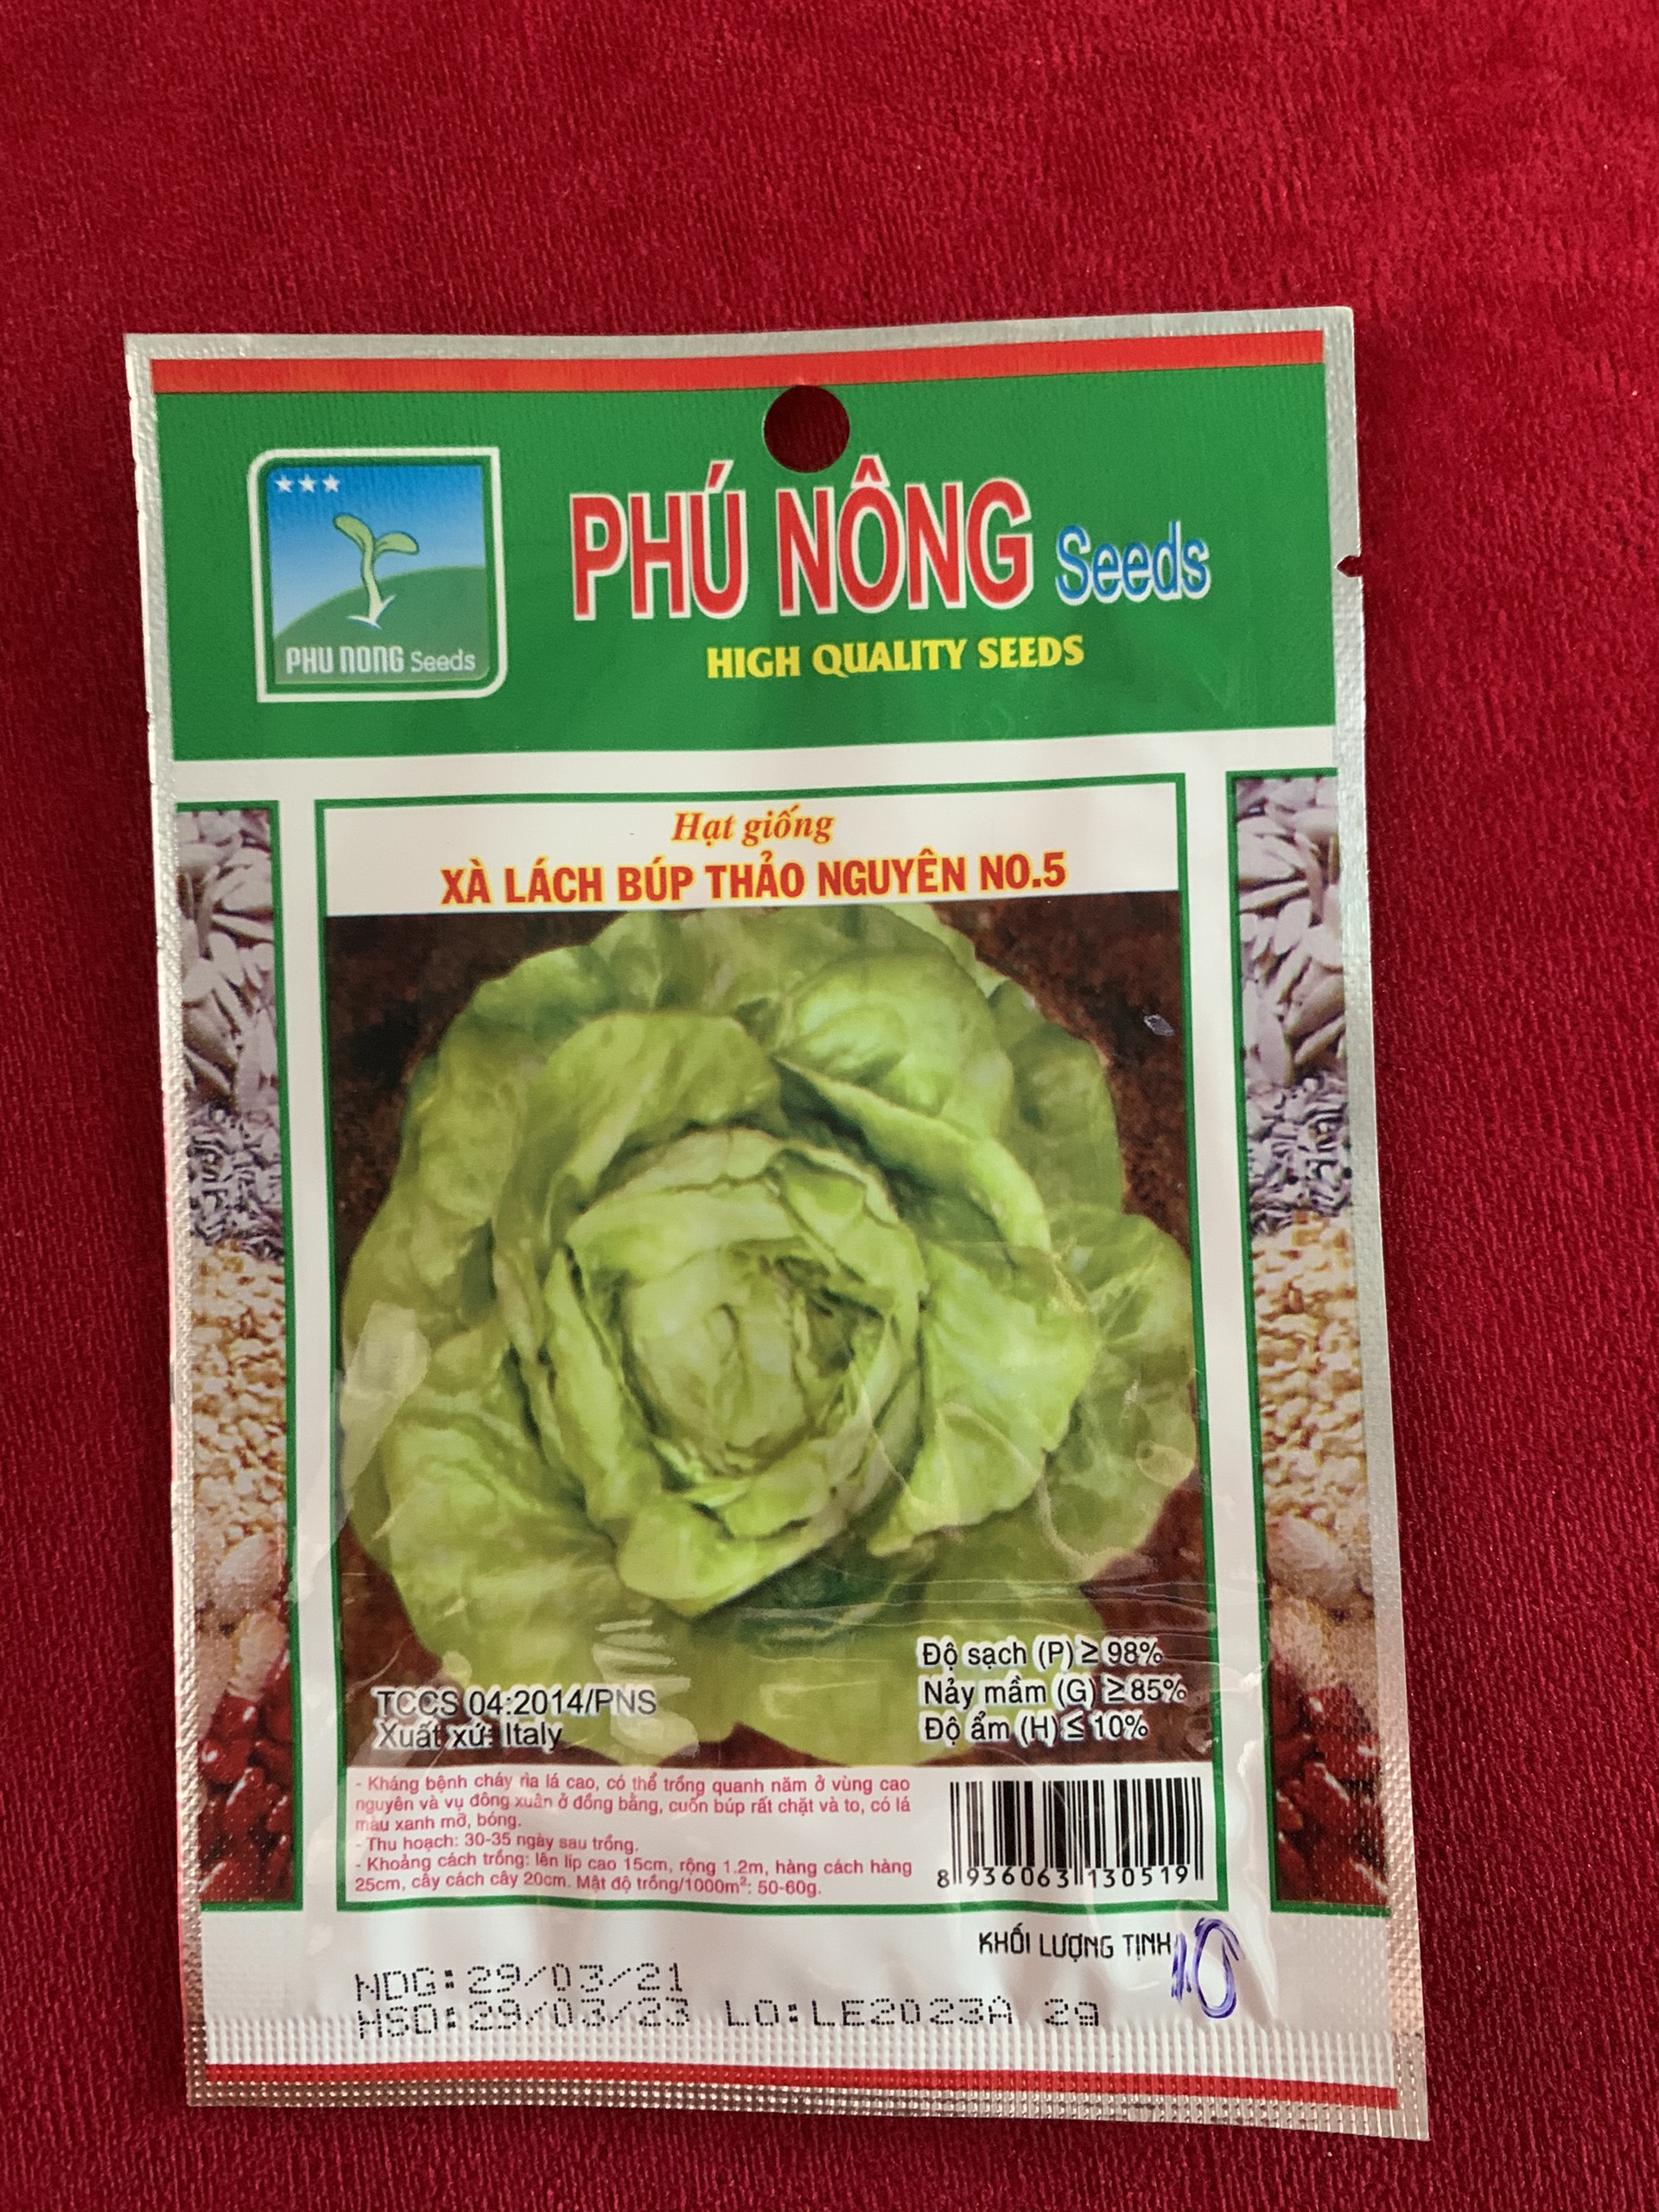 PHU NONG Seeds
PHÚ NÔNG Seeds
HIGH QUALITY SEEDS
Hạt giống
XÀ LÁCH BÚP THẢO NGUYÊN NO.5
TCCS 04:2014/PNS
Xuất xứ: Italy
Độ sạch (P) ≥ 98%
Nảy mầm (G) ≥ 85%
Độ ẩm (H) ≤ 10%
- Kháng bệnh cháy rìa lá cao, có thể trồng quanh năm ở vùng cao
nguyên và vụ đông xuân ở đồng bằng, cuốn búp rất chặt và to, có lá
màu xanh mỡ, bóng.
- Thu hoạch: 30-35 ngày sau trồng.
- Khoảng cách trồng: lên líp cao 15cm, rộng 1.2m, hàng cách hàng
25cm, cây cách cây 20cm. Mật độ trồng/1000m²: 50-60g.
8 936063 130519
KHỐI LƯỢNG TỊNH
10
NDG:29/03/21
HSD:29/03/23 LO:LE2023A 2g